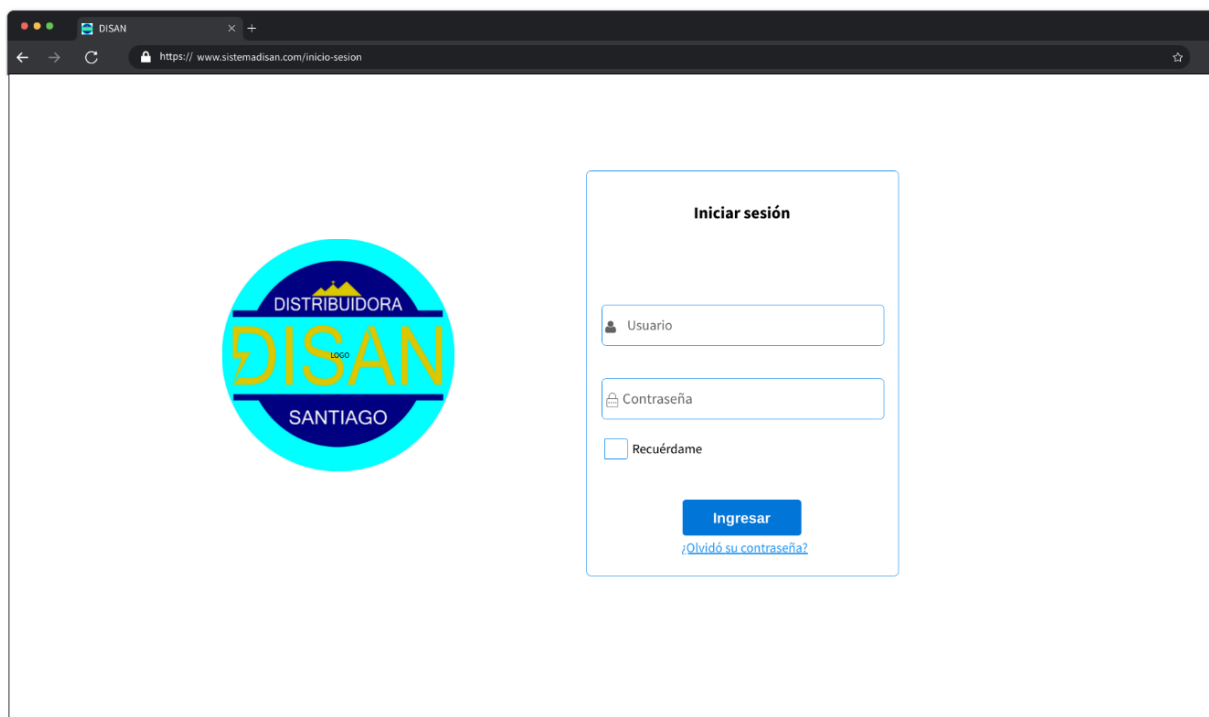 DISAN
https:// www.sistemadisan.com/inicio-sesion
DISTRIBUIDORA
DISAN
LOGO
SANTIAGO
Iniciar sesión
Usuario
Contraseña
Recuérdame
Ingresar
¿Olvidó su contraseña?